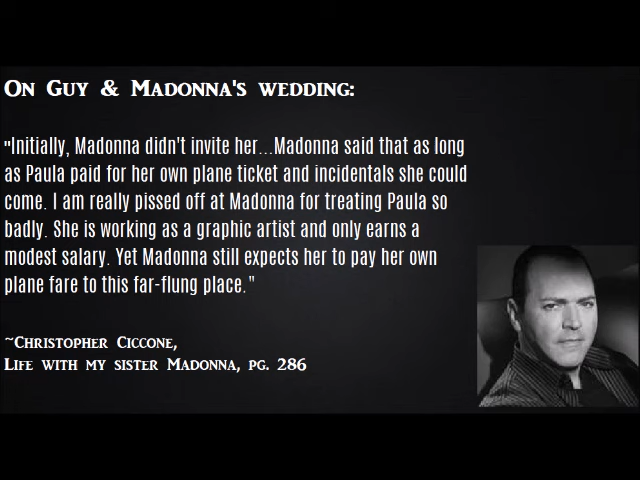 On Guy & Madonna's wedding:
"Initially, Madonna didn't invite her...Madonna said that as long
as Paula paid for her own plane ticket and incidentals she could
come. I am really pissed off at Madonna for treating Paula so
badly. She is working as a graphic artist and only earns a
modest salary. Yet Madonna still expects her to pay her own
plane fare to this far-flung place."
~Christopher Ciccone,
Life with my sister Madonna, pg. 286